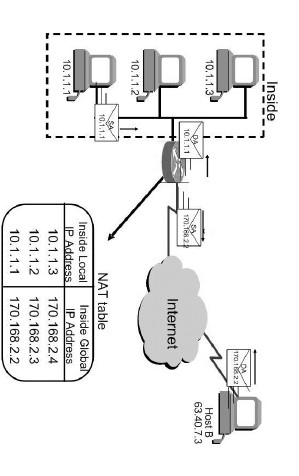 Inside
10.1.1.3
10.1.1.2
10.1.1.1
DA
10.1.1.1
SA
10.1.1.1
SA
170.168.2.2
Internet
DA
170.168.2.2
Host B
63.40.7.3
NAT table
Inside Local
IP Address
Inside Global
IP Address
10.1.1.3
170.168.2.4
10.1.1.2
170.168.2.3
10.1.1.1
170.168.2.2